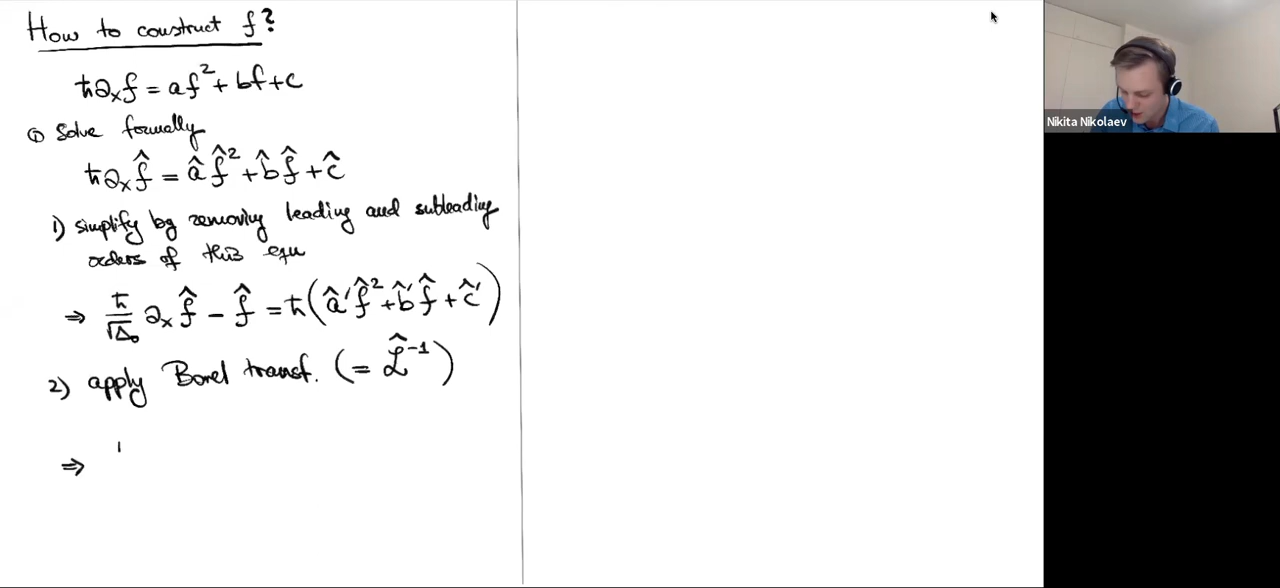 How to construct f?
ħ∂ₓf = af² + bf + c
① Solve formally
ħ∂ₓf̂ = âf̂² + b̂f̂ + ĉ
1) simplify by removing leading and subleading
orders of this equ
⇒ ħ/√Δ₀ ∂ₓf̂ − f̂ = ħ(â′f̂² + b̂′f̂ + ĉ′)
2) apply Borel transf. (= 𝓛̂⁻¹)
⇒
Nikita Nikolaev